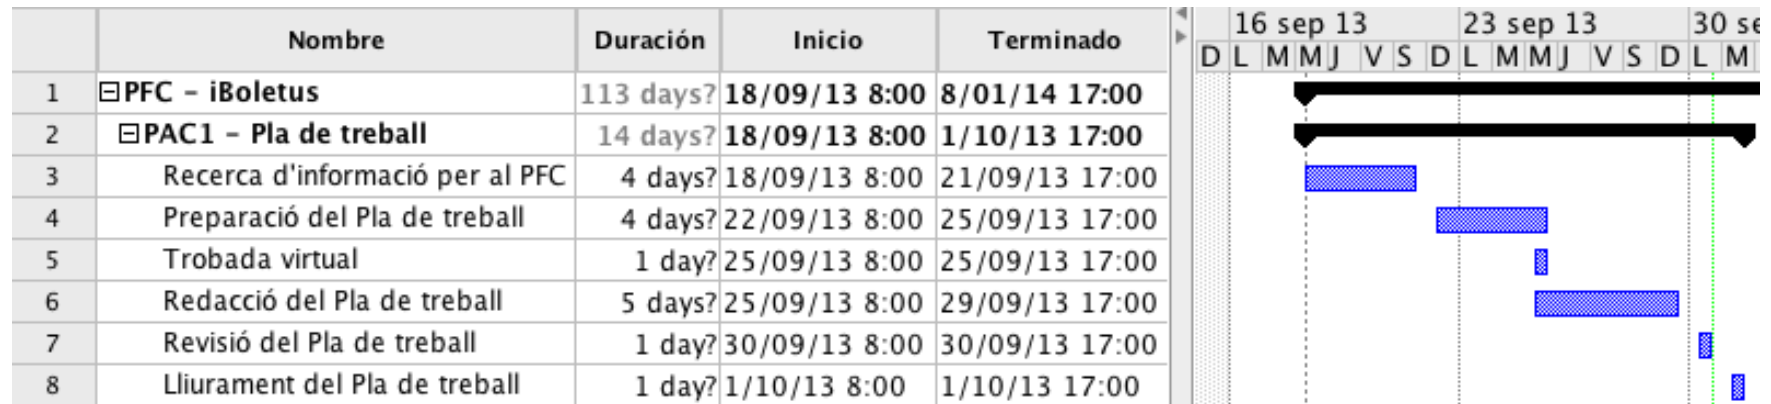 Nombre Duración Inicio Terminado 16 sep 13 23 sep 13 30 se
D L M M J V S D L M M J V S D L M
1 PFC - iBoletus 113 days? 18/09/13 8:00 8/01/14 17:00
2 PAC1 - Pla de treball 14 days? 18/09/13 8:00 1/10/13 17:00
3 Recerca d'informació per al PFC 4 days? 18/09/13 8:00 21/09/13 17:00
4 Preparació del Pla de treball 4 days? 22/09/13 8:00 25/09/13 17:00
5 Trobada virtual 1 day? 25/09/13 8:00 25/09/13 17:00
6 Redacció del Pla de treball 5 days? 25/09/13 8:00 29/09/13 17:00
7 Revisió del Pla de treball 1 day? 30/09/13 8:00 30/09/13 17:00
8 Lliurament del Pla de treball 1 day? 1/10/13 8:00 1/10/13 17:00